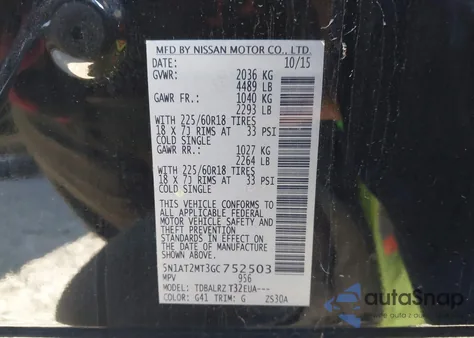 MFD BY NISSAN MOTOR CO., LTD.
DATE: 10/15
GVWR: 2036 KG
4489 LB
GAWR FR.: 1040 KG
2293 LB
WITH 225/60R18 TIRES
18 X 7J RIMS AT 33 PSI
COLD SINGLE
GAWR RR.: 1027 KG
2264 LB
WITH 225/60R18 TIRES
18 X 7J RIMS AT 33 PSI
COLD SINGLE
THIS VEHICLE CONFORMS TO
ALL APPLICABLE FEDERAL
MOTOR VEHICLE SAFETY AND
THEFT PREVENTION
STANDARDS IN EFFECT ON
THE DATE OF MANUFACTURE
SHOWN ABOVE.
5N1AT2MT3GC752503
MPV 956
MODEL: TDBALRZ T32EUA---
COLOR: G41 TRIM: G 2S30A
autoSnap